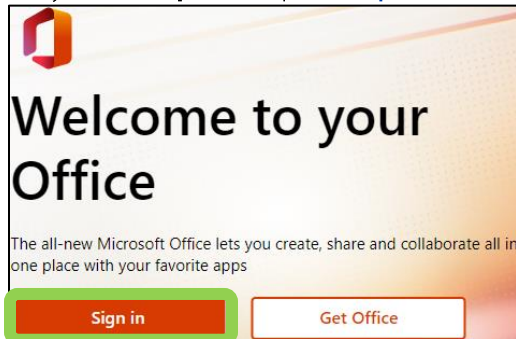 Welcome to your
Office
The all-new Microsoft Office lets you create, share and collaborate all in
one place with your favorite apps
Sign in
Get Office